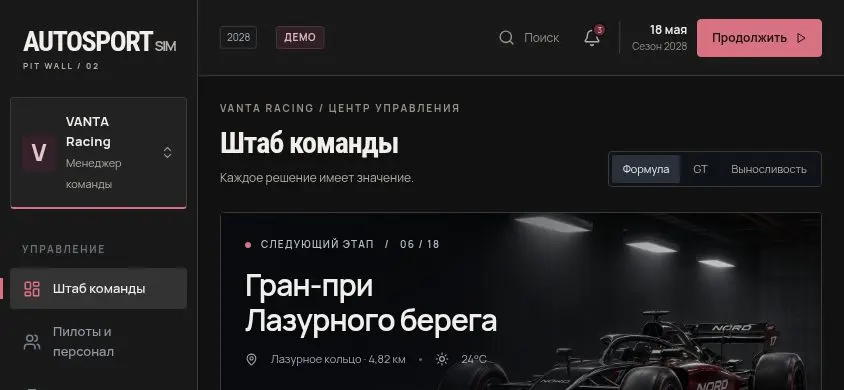 AUTOSPORT SIM
PIT WALL / 02
2028
ДЕМО
Поиск
3
18 мая
Сезон 2028
Продолжить
V
VANTA
Racing
Менеджер
команды
УПРАВЛЕНИЕ
Штаб команды
Пилоты и
персонал
VANTA RACING / ЦЕНТР УПРАВЛЕНИЯ
Штаб команды
Каждое решение имеет значение.
Формула
GT
Выносливость
СЛЕДУЮЩИЙ ЭТАП / 06 / 18
Гран-при
Лазурного берега
Лазурное кольцо · 4,82 км • 24°C
NORD
17
NORD